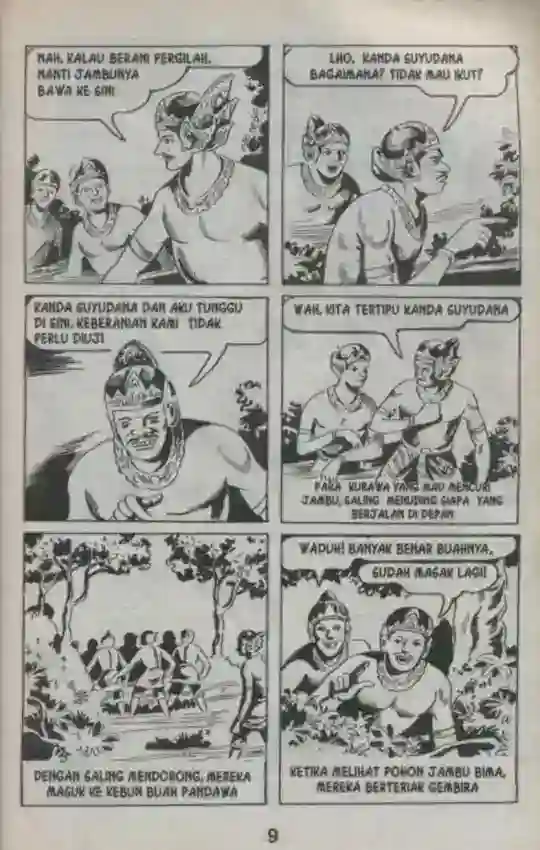 NAH, KALAU BERANI PERGILAH.
NANTI JAMBUNYA
BAWA KE SINI
LHO, KANDA SUYUDANA
BAGAIMANA? TIDAK MAU IKUT?
KANDA SUYUDANA DAN AKU TUNGGU
DI SINI. KEBERANIAN KAMI TIDAK
PERLU DIUJI
WAH, KITA TERTIPU KANDA SUYUDANA
PARA KURAWA YANG MAU MENCURI
JAMBU, SALING MENDORONG SIAPA YANG
BERJALAN DI DEPAN
DENGAN SALING MENDORONG, MEREKA
MASUK KE KEBUN BUAH PANDAWA
WADUH! BANYAK BENAR BUAHNYA,
SUDAH MASAK LAGI!
KETIKA MELIHAT POHON JAMBU BIMA,
MEREKA BERTERIAK GEMBIRA
9